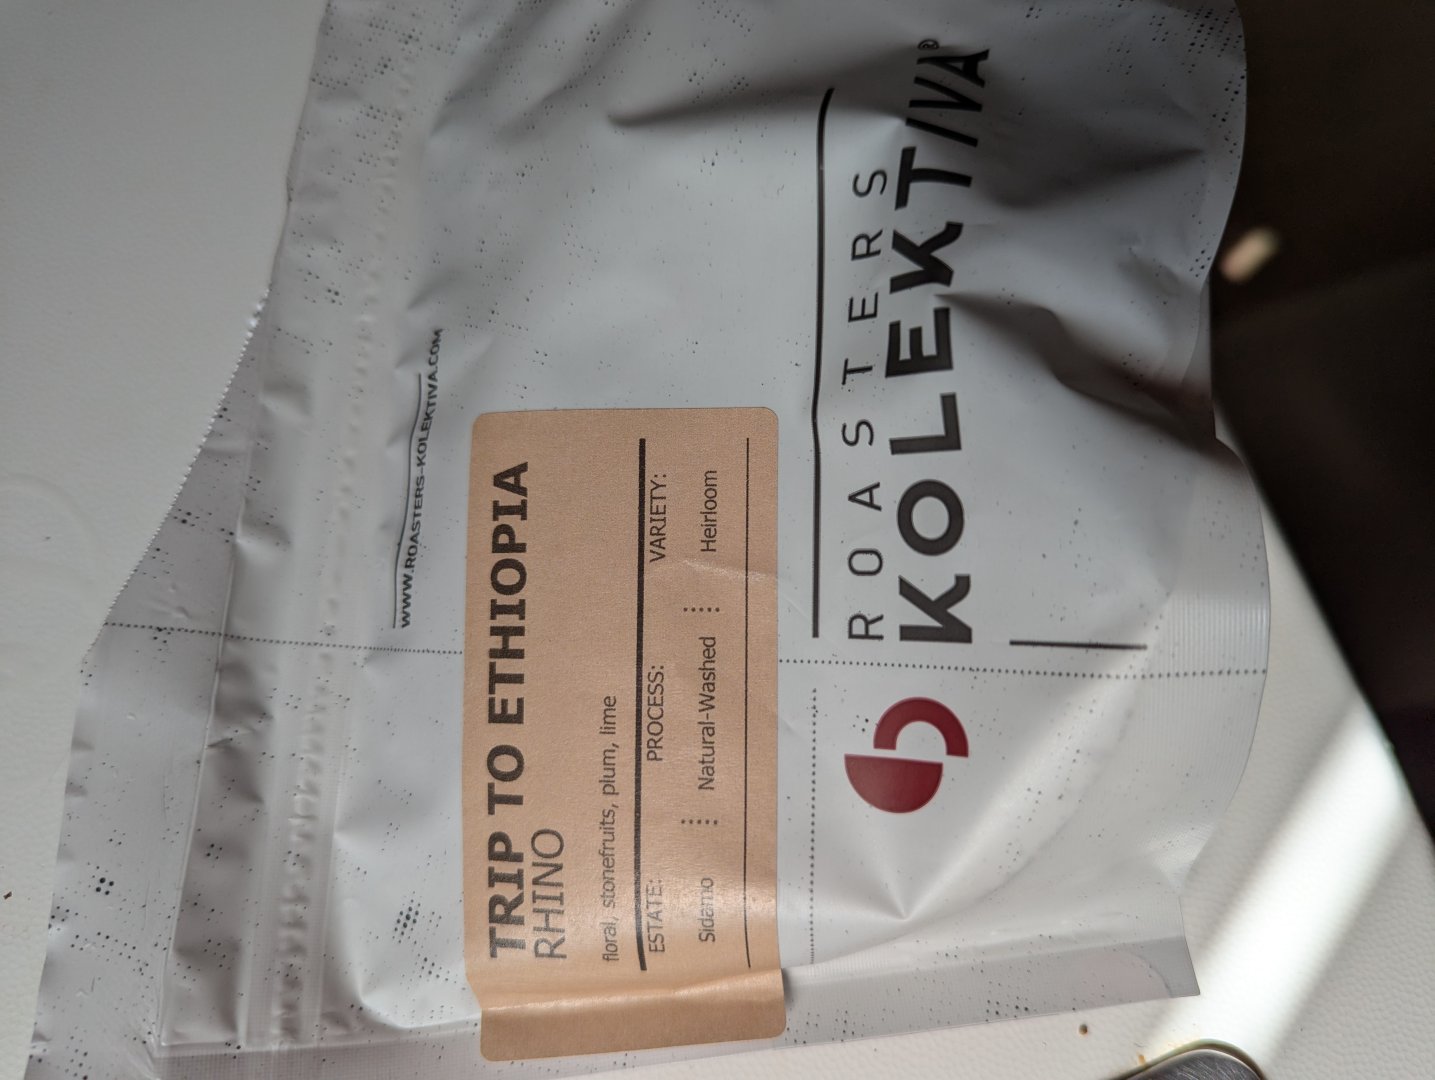 WWW.ROASTERS-KOLEKTIVA.COM
TRIP TO ETHIOPIA
RHINO
floral, stonefruits, plum, lime
ESTATE: PROCESS: VARIETY:
Sidamo Natural-Washed Heirloom
ROASTERS
KOLEKTIVA®